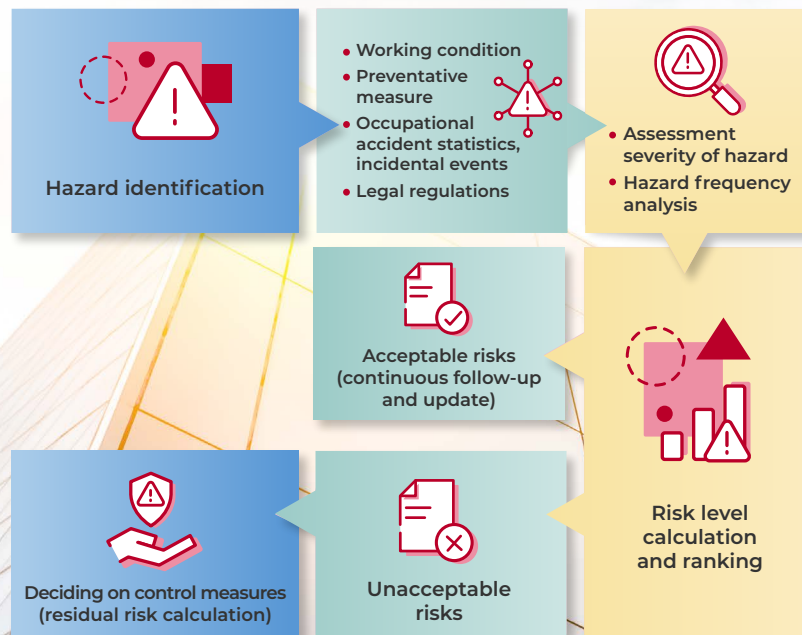 Hazard identification
• Working condition
• Preventative
measure
• Occupational
accident statistics,
incidental events
• Legal regulations
• Assessment
severity of hazard
• Hazard frequency
analysis
Acceptable risks
(continuous follow-up
and update)
Risk level
calculation
and ranking
Unacceptable
risks
Deciding on control measures
(residual risk calculation)